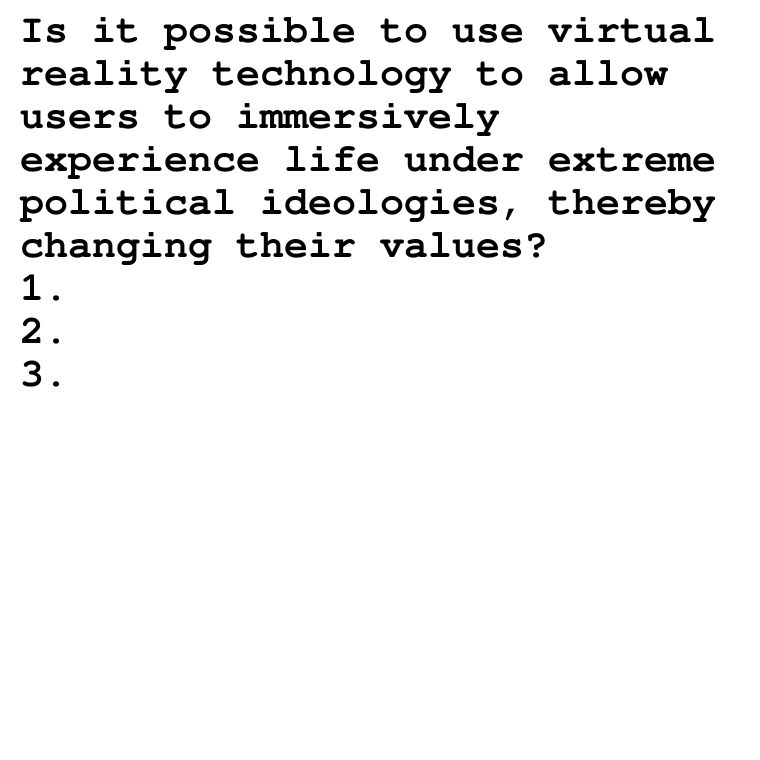 Is it possible to use virtual
reality technology to allow
users to immersively
experience life under extreme
political ideologies, thereby
changing their values?
1.
2.
3.